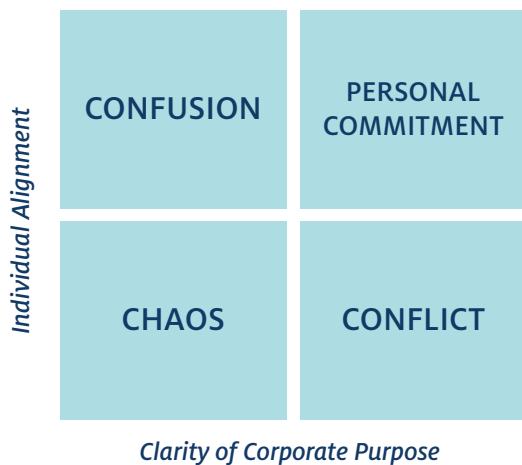 CONFUSION
PERSONAL
COMMITMENT
Individual Alignment
CHAOS
CONFLICT
Clarity of Corporate Purpose